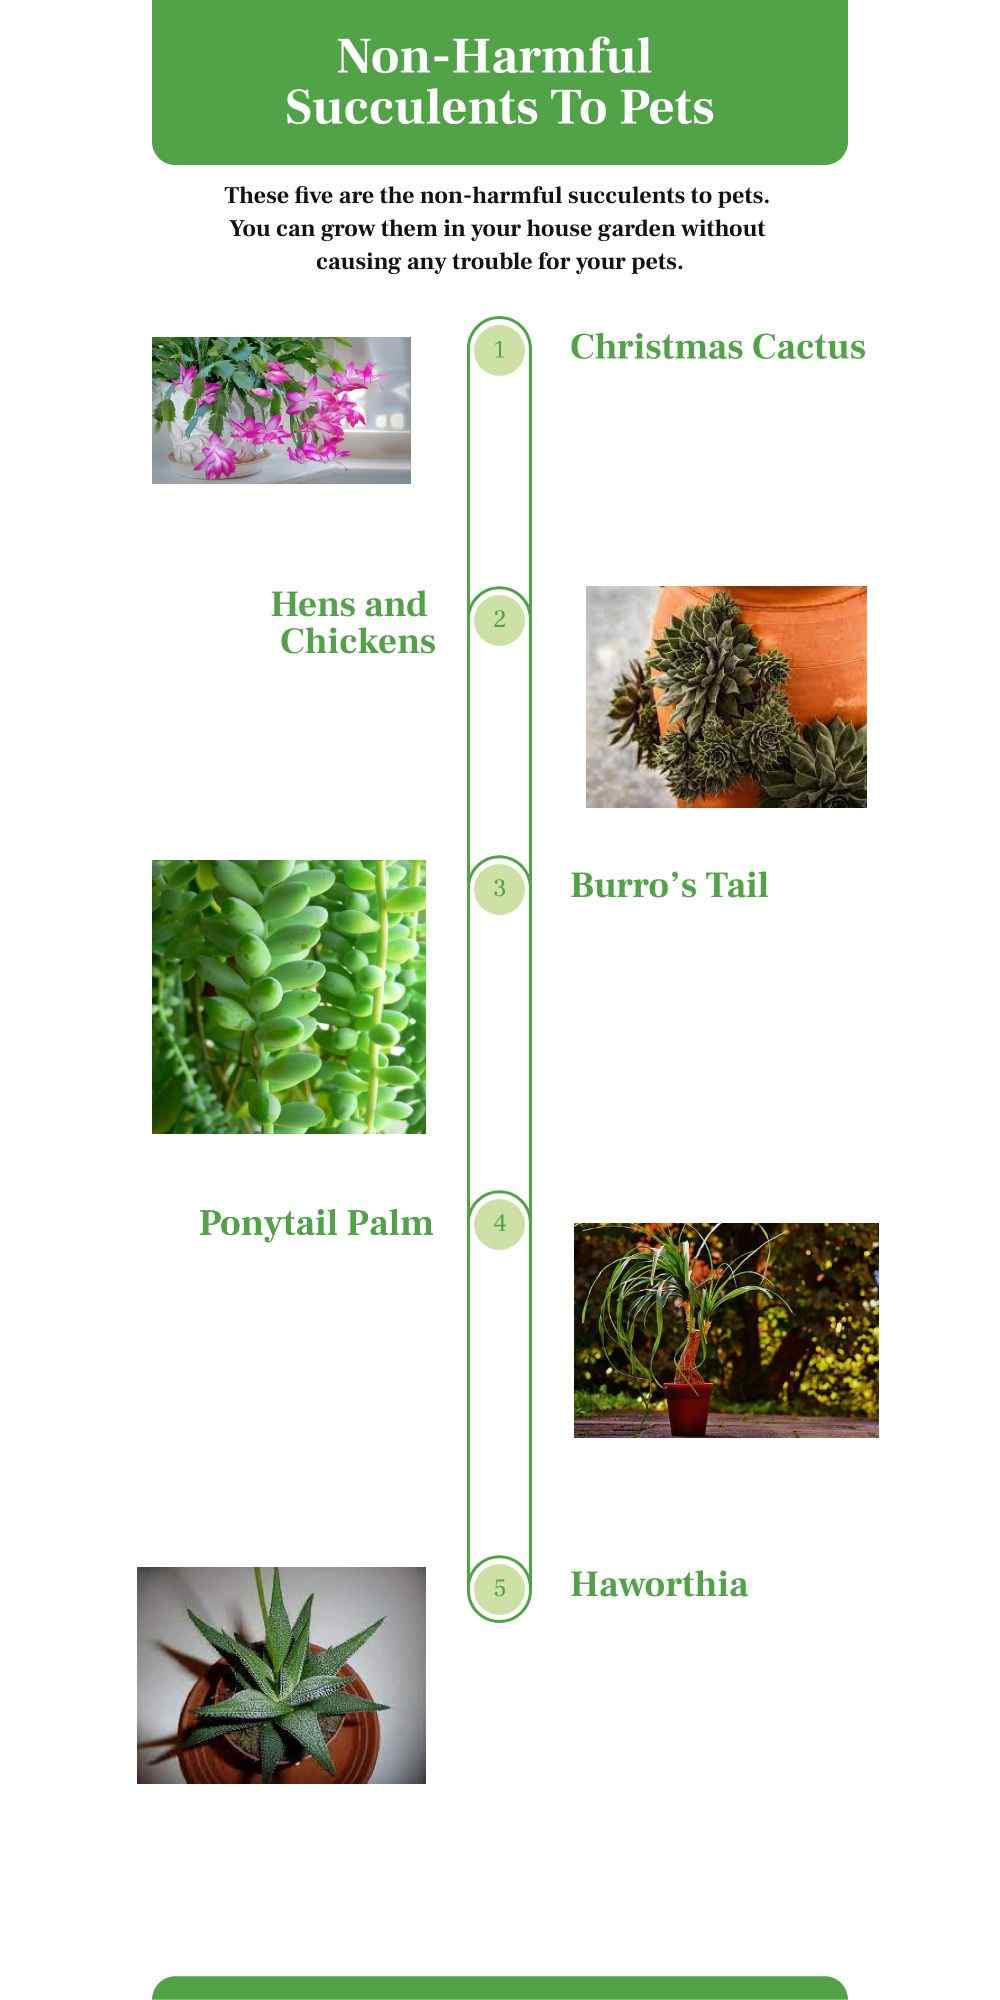 Non-Harmful
Succulents To Pets
These five are the non-harmful succulents to pets.
You can grow them in your house garden without
causing any trouble for your pets.
1
Christmas Cactus
Hens and
Chickens
2
3
Burro’s Tail
Ponytail Palm
4
5
Haworthia